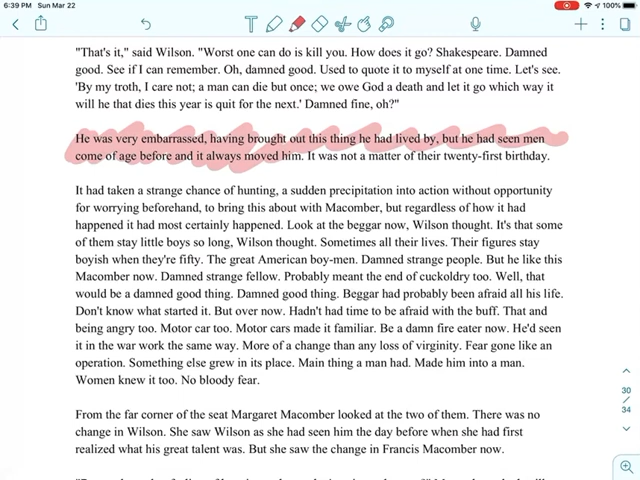 6:39 PM Sun Mar 22
100%
"That's it," said Wilson. "Worst one can do is kill you. How does it go? Shakespeare. Damned
good. See if I can remember. Oh, damned good. Used to quote it to myself at one time. Let's see.
'By my troth, I care not; a man can die but once; we owe God a death and let it go which way it
will he that dies this year is quit for the next.' Damned fine, oh?"
He was very embarrassed, having brought out this thing he had lived by, but he had seen men
come of age before and it always moved him. It was not a matter of their twenty-first birthday.
It had taken a strange chance of hunting, a sudden precipitation into action without opportunity
for worrying beforehand, to bring this about with Macomber, but regardless of how it had
happened it had most certainly happened. Look at the beggar now, Wilson thought. It's that some
of them stay little boys so long, Wilson thought. Sometimes all their lives. Their figures stay
boyish when they're fifty. The great American boy-men. Damned strange people. But he like this
Macomber now. Damned strange fellow. Probably meant the end of cuckoldry too. Well, that
would be a damned good thing. Damned good thing. Beggar had probably been afraid all his life.
Don't know what started it. But over now. Hadn't had time to be afraid with the buff. That and
being angry too. Motor car too. Motor cars made it familiar. Be a damn fire eater now. He'd seen
it in the war work the same way. More of a change than any loss of virginity. Fear gone like an
operation. Something else grew in its place. Main thing a man had. Made him into a man.
Women knew it too. No bloody fear.
30
/
34
From the far corner of the seat Margaret Macomber looked at the two of them. There was no
change in Wilson. She saw Wilson as she had seen him the day before when she had first
realized what his great talent was. But she saw the change in Francis Macomber now.